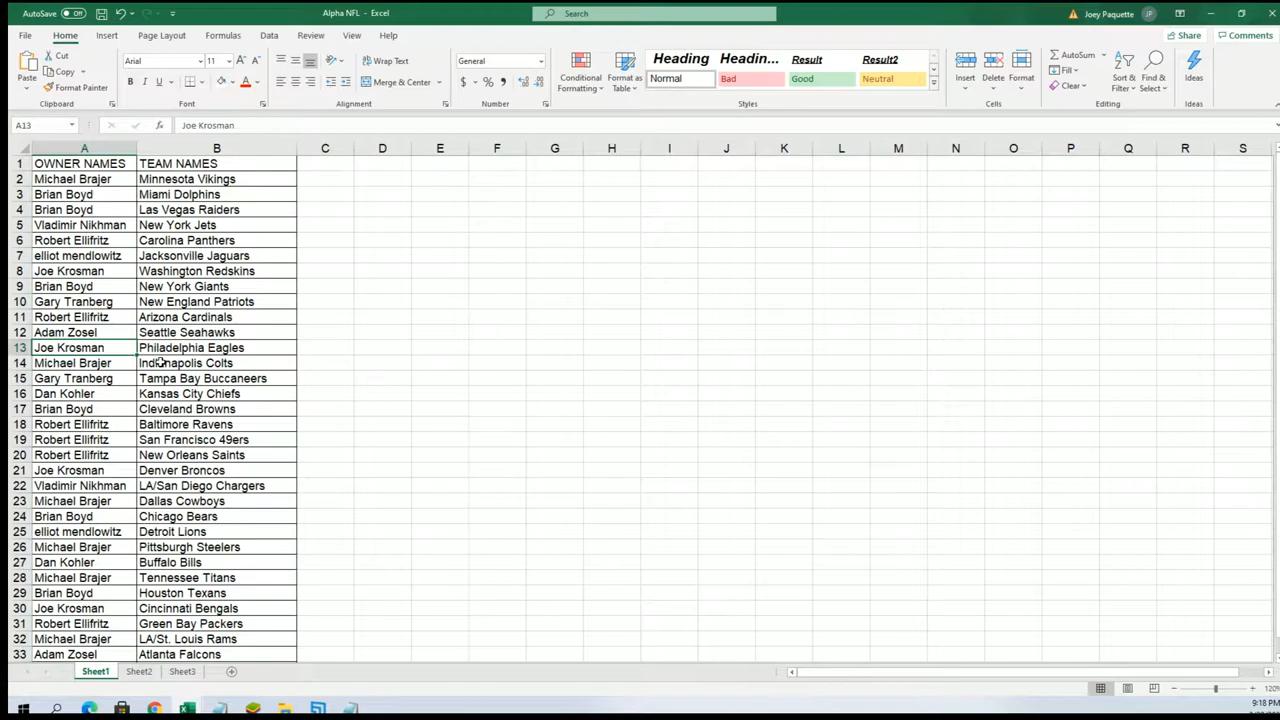 AutoSave Off Alpha NFL - Excel Search Joey Paquette JP
File Home Insert Page Layout Formulas Data Review View Help Share Comments
Paste Cut Copy Format Painter Clipboard
Arial 11 A A B I U A Font
Wrap Text Merge & Center Alignment
General $ % , Number
Conditional Formatting Format as Table
Heading Headin... Result Result2
Normal Bad Good Neutral
Styles
Insert Delete Format Cells
AutoSum Fill Clear Sort & Filter Find & Select Editing
Ideas Ideas
A13 fx Joe Krosman
A B C D E F G H I J K L M N O P Q R S
1 OWNER NAMES TEAM NAMES
2 Michael Brajer Minnesota Vikings
3 Brian Boyd Miami Dolphins
4 Brian Boyd Las Vegas Raiders
5 Vladimir Nikhman New York Jets
6 Robert Ellifritz Carolina Panthers
7 elliot mendlowitz Jacksonville Jaguars
8 Joe Krosman Washington Redskins
9 Brian Boyd New York Giants
10 Gary Tranberg New England Patriots
11 Robert Ellifritz Arizona Cardinals
12 Adam Zosel Seattle Seahawks
13 Joe Krosman Philadelphia Eagles
14 Michael Brajer Indianapolis Colts
15 Gary Tranberg Tampa Bay Buccaneers
16 Dan Kohler Kansas City Chiefs
17 Brian Boyd Cleveland Browns
18 Robert Ellifritz Baltimore Ravens
19 Robert Ellifritz San Francisco 49ers
20 Robert Ellifritz New Orleans Saints
21 Joe Krosman Denver Broncos
22 Vladimir Nikhman LA/San Diego Chargers
23 Michael Brajer Dallas Cowboys
24 Brian Boyd Chicago Bears
25 elliot mendlowitz Detroit Lions
26 Michael Brajer Pittsburgh Steelers
27 Dan Kohler Buffalo Bills
28 Michael Brajer Tennessee Titans
29 Brian Boyd Houston Texans
30 Joe Krosman Cincinnati Bengals
31 Robert Ellifritz Green Bay Packers
32 Michael Brajer LA/St. Louis Rams
33 Adam Zosel Atlanta Falcons
Sheet1 Sheet2 Sheet3
120%
9:18 PM